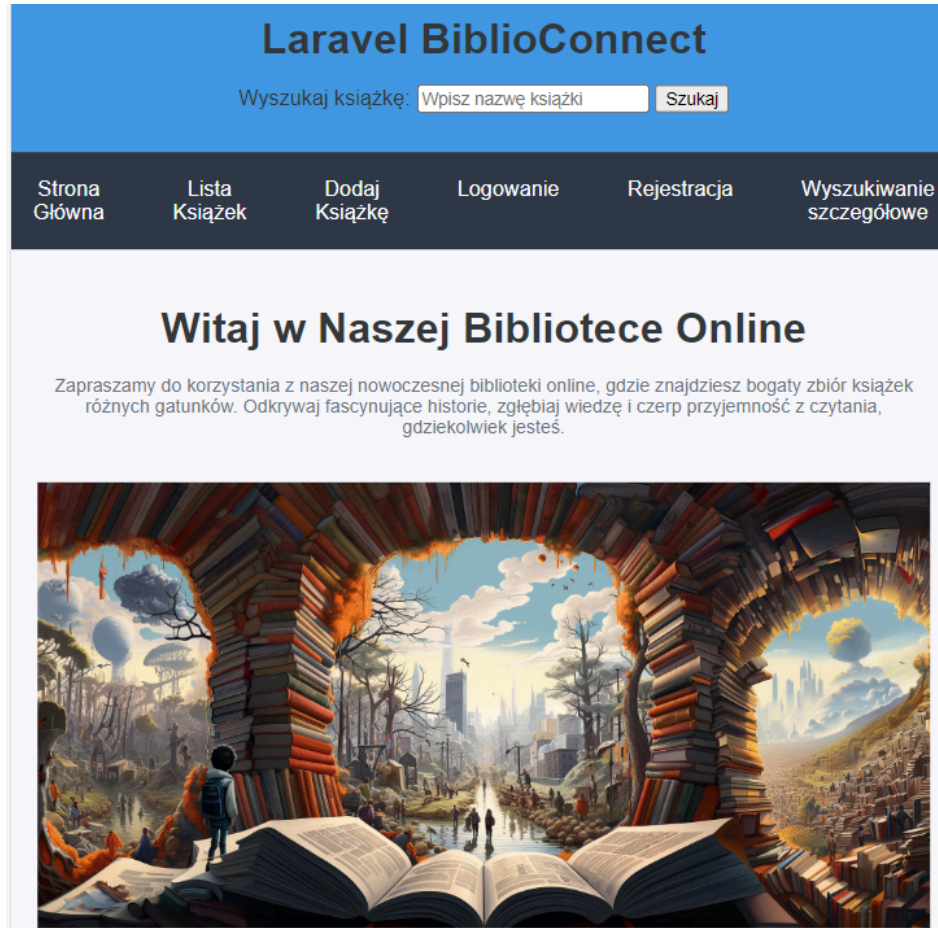 Laravel BiblioConnect
Wyszukaj książkę: Wpisz nazwę książki Szukaj
Strona Główna
Lista Książek
Dodaj Książkę
Logowanie
Rejestracja
Wyszukiwanie szczegółowe
Witaj w Naszej Bibliotece Online
Zapraszamy do korzystania z naszej nowoczesnej biblioteki online, gdzie znajdziesz bogaty zbiór książek
różnych gatunków. Odkrywaj fascynujące historie, zgłębiaj wiedzę i czerp przyjemność z czytania,
gdziekolwiek jesteś.